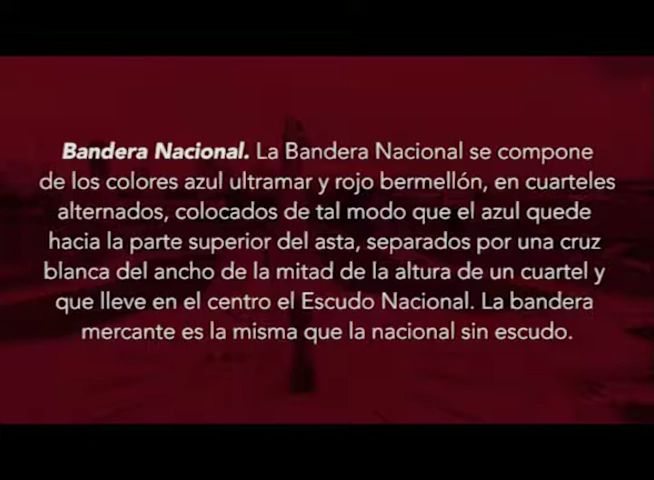 Bandera Nacional. La Bandera Nacional se compone
de los colores azul ultramar y rojo bermellón, en cuarteles
alternados, colocados de tal modo que el azul quede
hacia la parte superior del asta, separados por una cruz
blanca del ancho de la mitad de la altura de un cuartel y
que lleve en el centro el Escudo Nacional. La bandera
mercante es la misma que la nacional sin escudo.